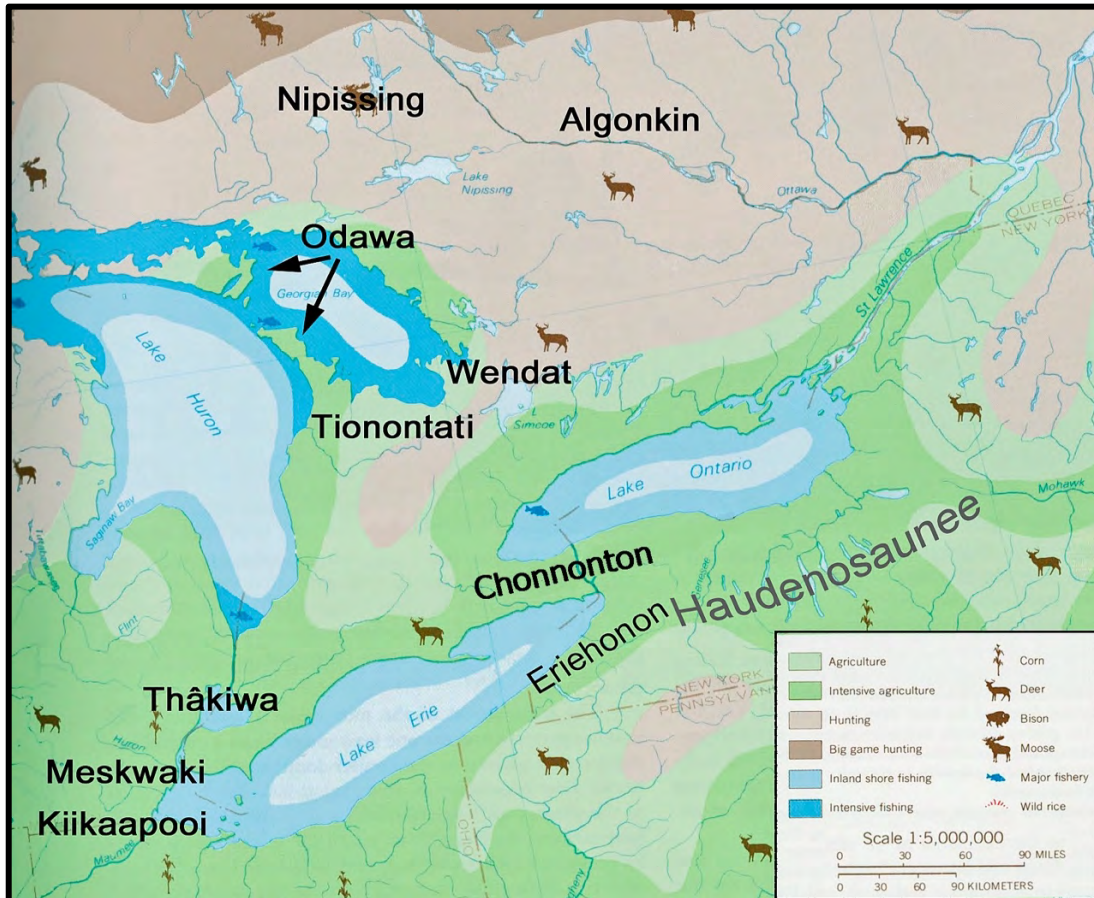 Nipissing
Algonkin
Lake
Nipissing
Ottawa
QUEBEC
NEW YORK
Odawa
Georgian Bay
St Lawrence
Lake
Huron
Wendat
Tionontati
L
Simcoe
Lake Ontario
Mohawk
Saginaw Bay
Chonnonton
Haudenosaunee
Eriehonon
Flint
NEW YORK
Thâkiwa
Lake Erie
Huron
Meskwaki
Kiikaapooi
Maumee
OHIO
Agriculture
Intensive agriculture
Hunting
Big game hunting
Inland shore fishing
Intensive fishing
Corn
Deer
Bison
Moose
Major fishery
Wild rice
Scale 1:5,000,000
0 30 60 90 MILES
0 30 60 90 KILOMETERS